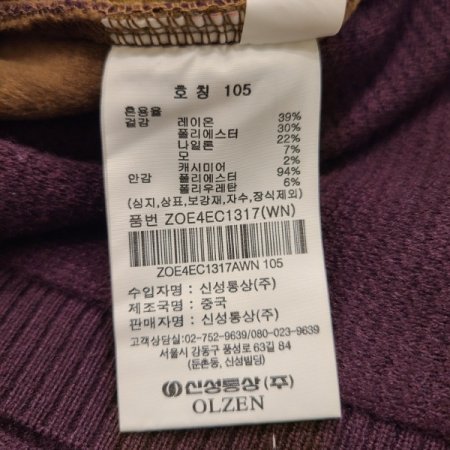 호 칭 105
혼용율
겉감 레이온 39%
폴리에스터 30%
나일론 22%
모 7%
캐시미어 2%
안감 폴리에스터 94%
폴리우레탄 6%
(심지,상표,보강재,자수,장식제외)
품번 ZOE4EC1317(WN)
ZOE4EC1317AWN 105
수입자명 : 신성통상(주)
제조국명 : 중국
판매자명 : 신성통상(주)
고객상담실:02-752-9639/080-023-9639
서울시 강동구 풍성로 63길 84
(둔촌동, 신성빌딩)
신성통상(주)
OLZEN